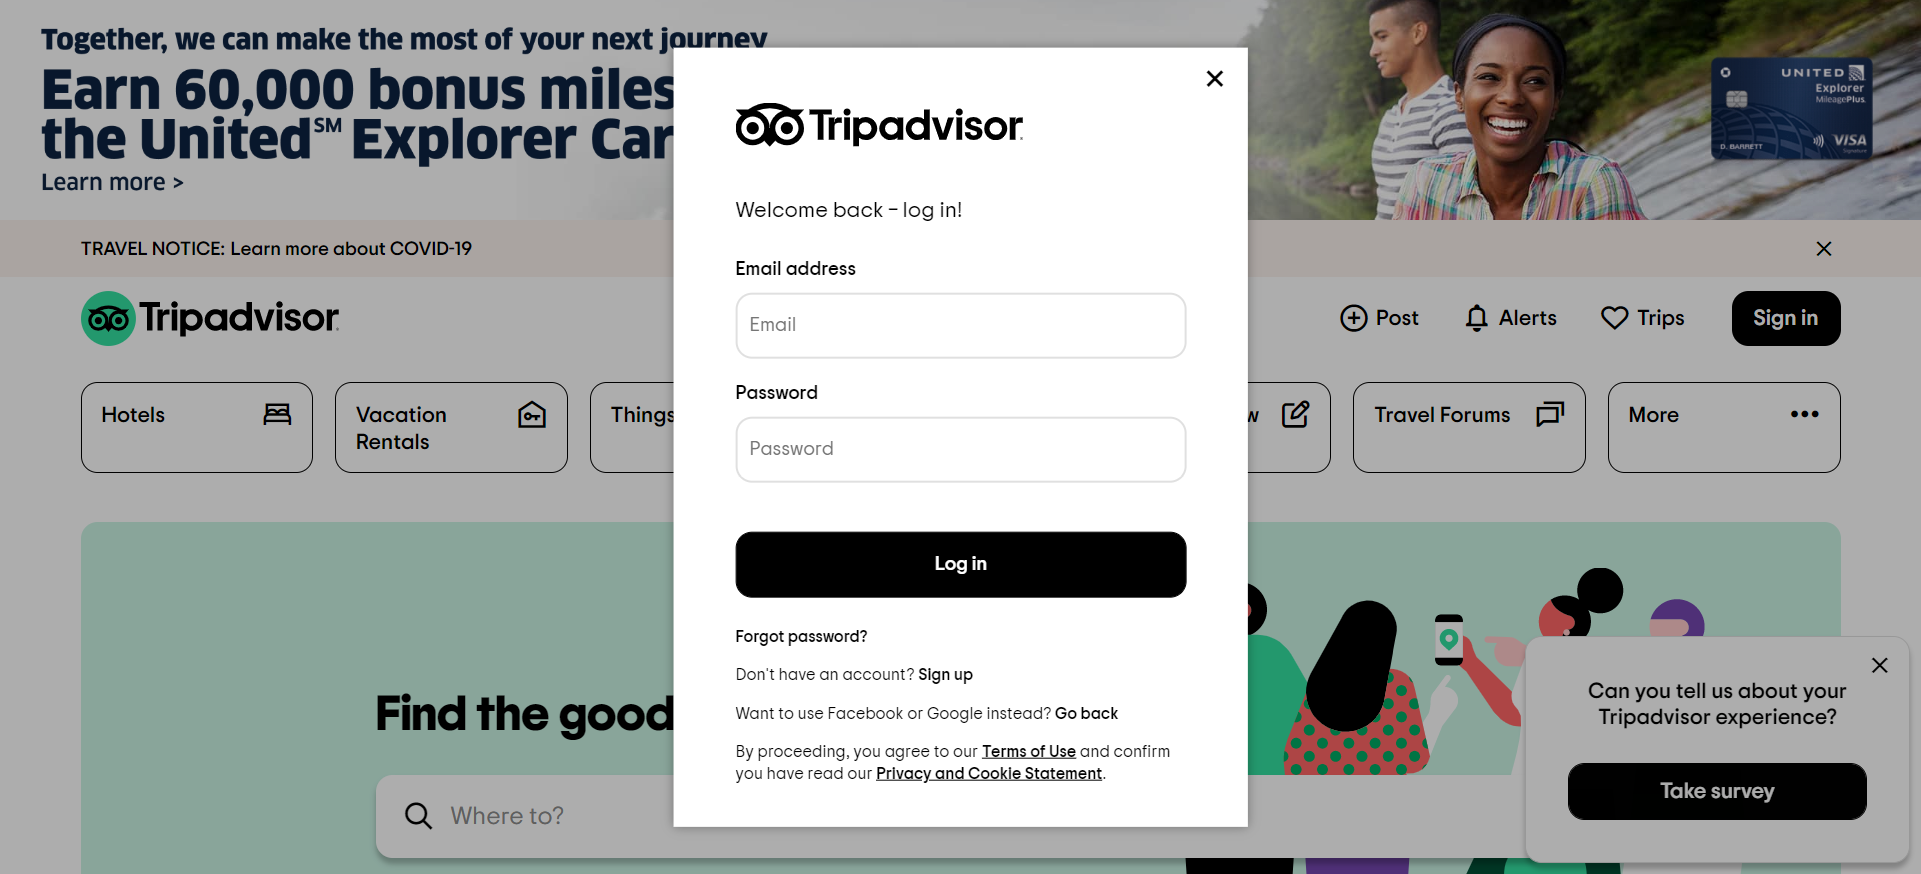 Together, we can make the most of your next journey
Earn 60,000 bonus miles
the United℠ Explorer Car
Learn more >
UNITED
Explorer
MileagePlus.
D. BARRETT
VISA
Signature
TRAVEL NOTICE: Learn more about COVID-19
Tripadvisor
Post
Alerts
Trips
Sign in
Hotels
Vacation
Rentals
Things
w
Travel Forums
More
Find the good
Where to?
Tripadvisor
Welcome back – log in!
Email address
Email
Password
Password
Log in
Forgot password?
Don't have an account? Sign up
Want to use Facebook or Google instead? Go back
By proceeding, you agree to our Terms of Use and confirm
you have read our Privacy and Cookie Statement.
Can you tell us about your
Tripadvisor experience?
Take survey